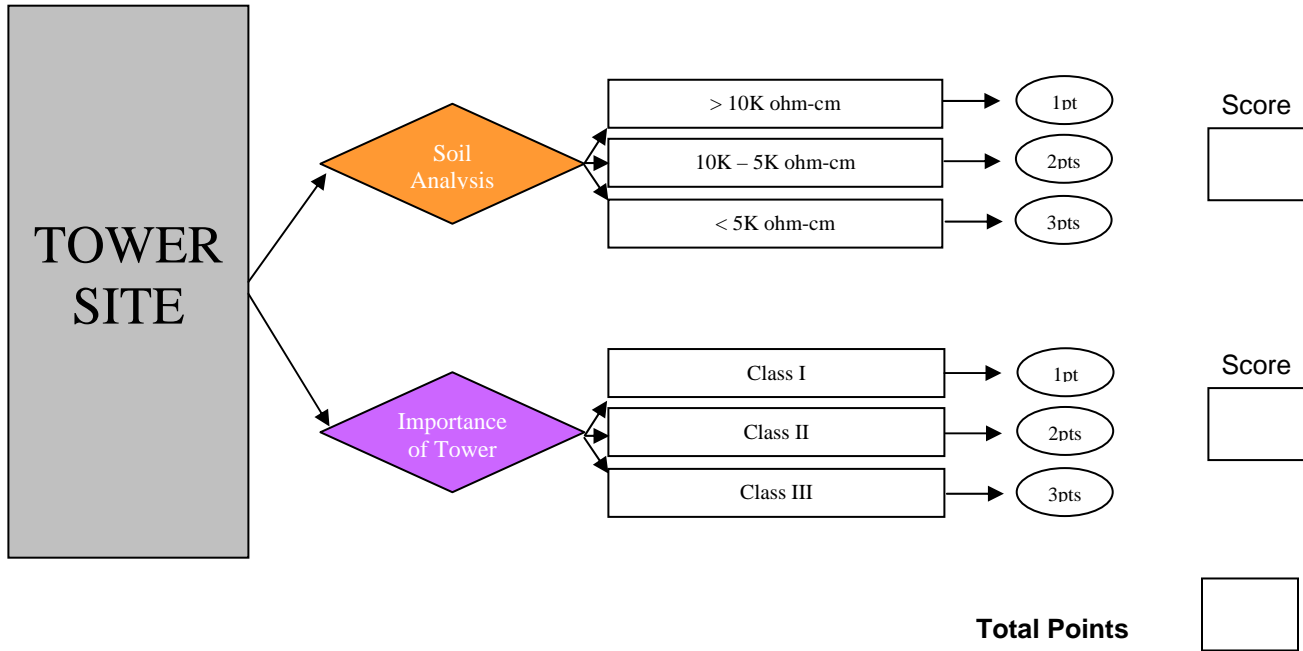 TOWER
SITE
Soil
Analysis
> 10K ohm-cm
1pt
10K – 5K ohm-cm
2pts
< 5K ohm-cm
3pts
Score
Importance
of Tower
Class I
1pt
Class II
2pts
Class III
3pts
Score
Total Points